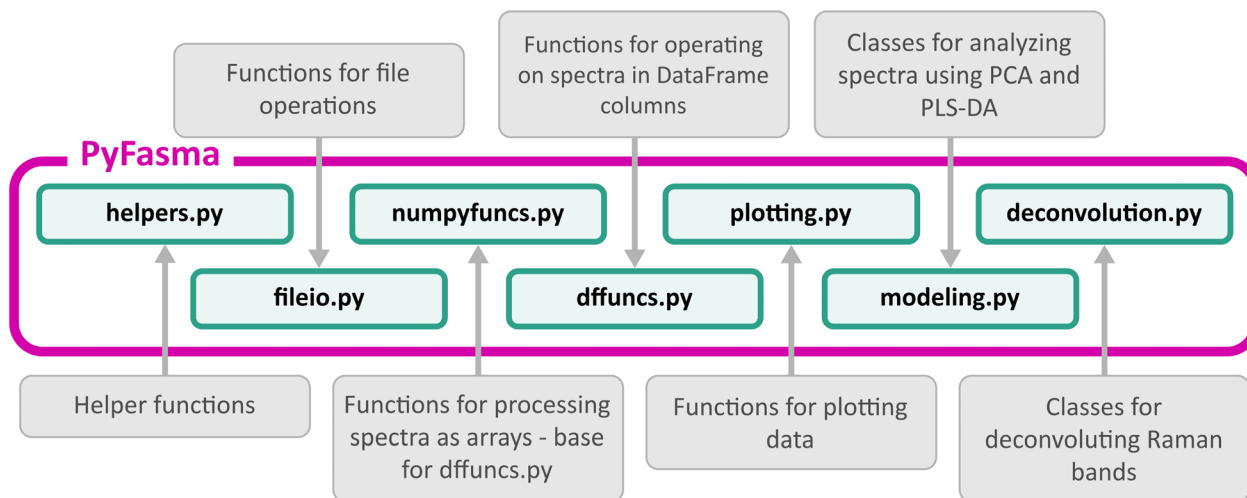 Functions for file
operations
Functions for operating
on spectra in DataFrame
columns
Classes for analyzing
spectra using PCA and
PLS-DA
PyFasma
helpers.py
numpyfuncs.py
plotting.py
deconvolution.py
fileio.py
dffuncs.py
modeling.py
Helper functions
Functions for processing
spectra as arrays - base
for dffuncs.py
Functions for plotting
data
Classes for
deconvoluting Raman
bands